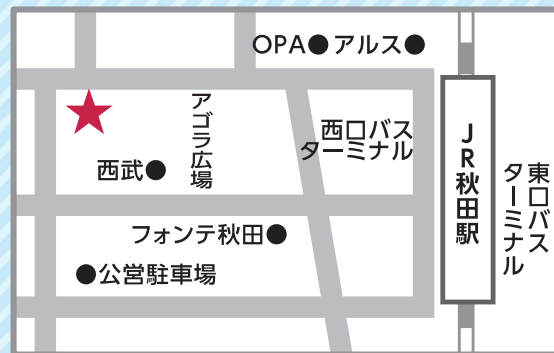 OPA●アルス●
アゴラ広場
西口バス
ターミナル
JR秋田駅
東口バス
ターミナル
西武●
フォンテ秋田●
●公営駐車場